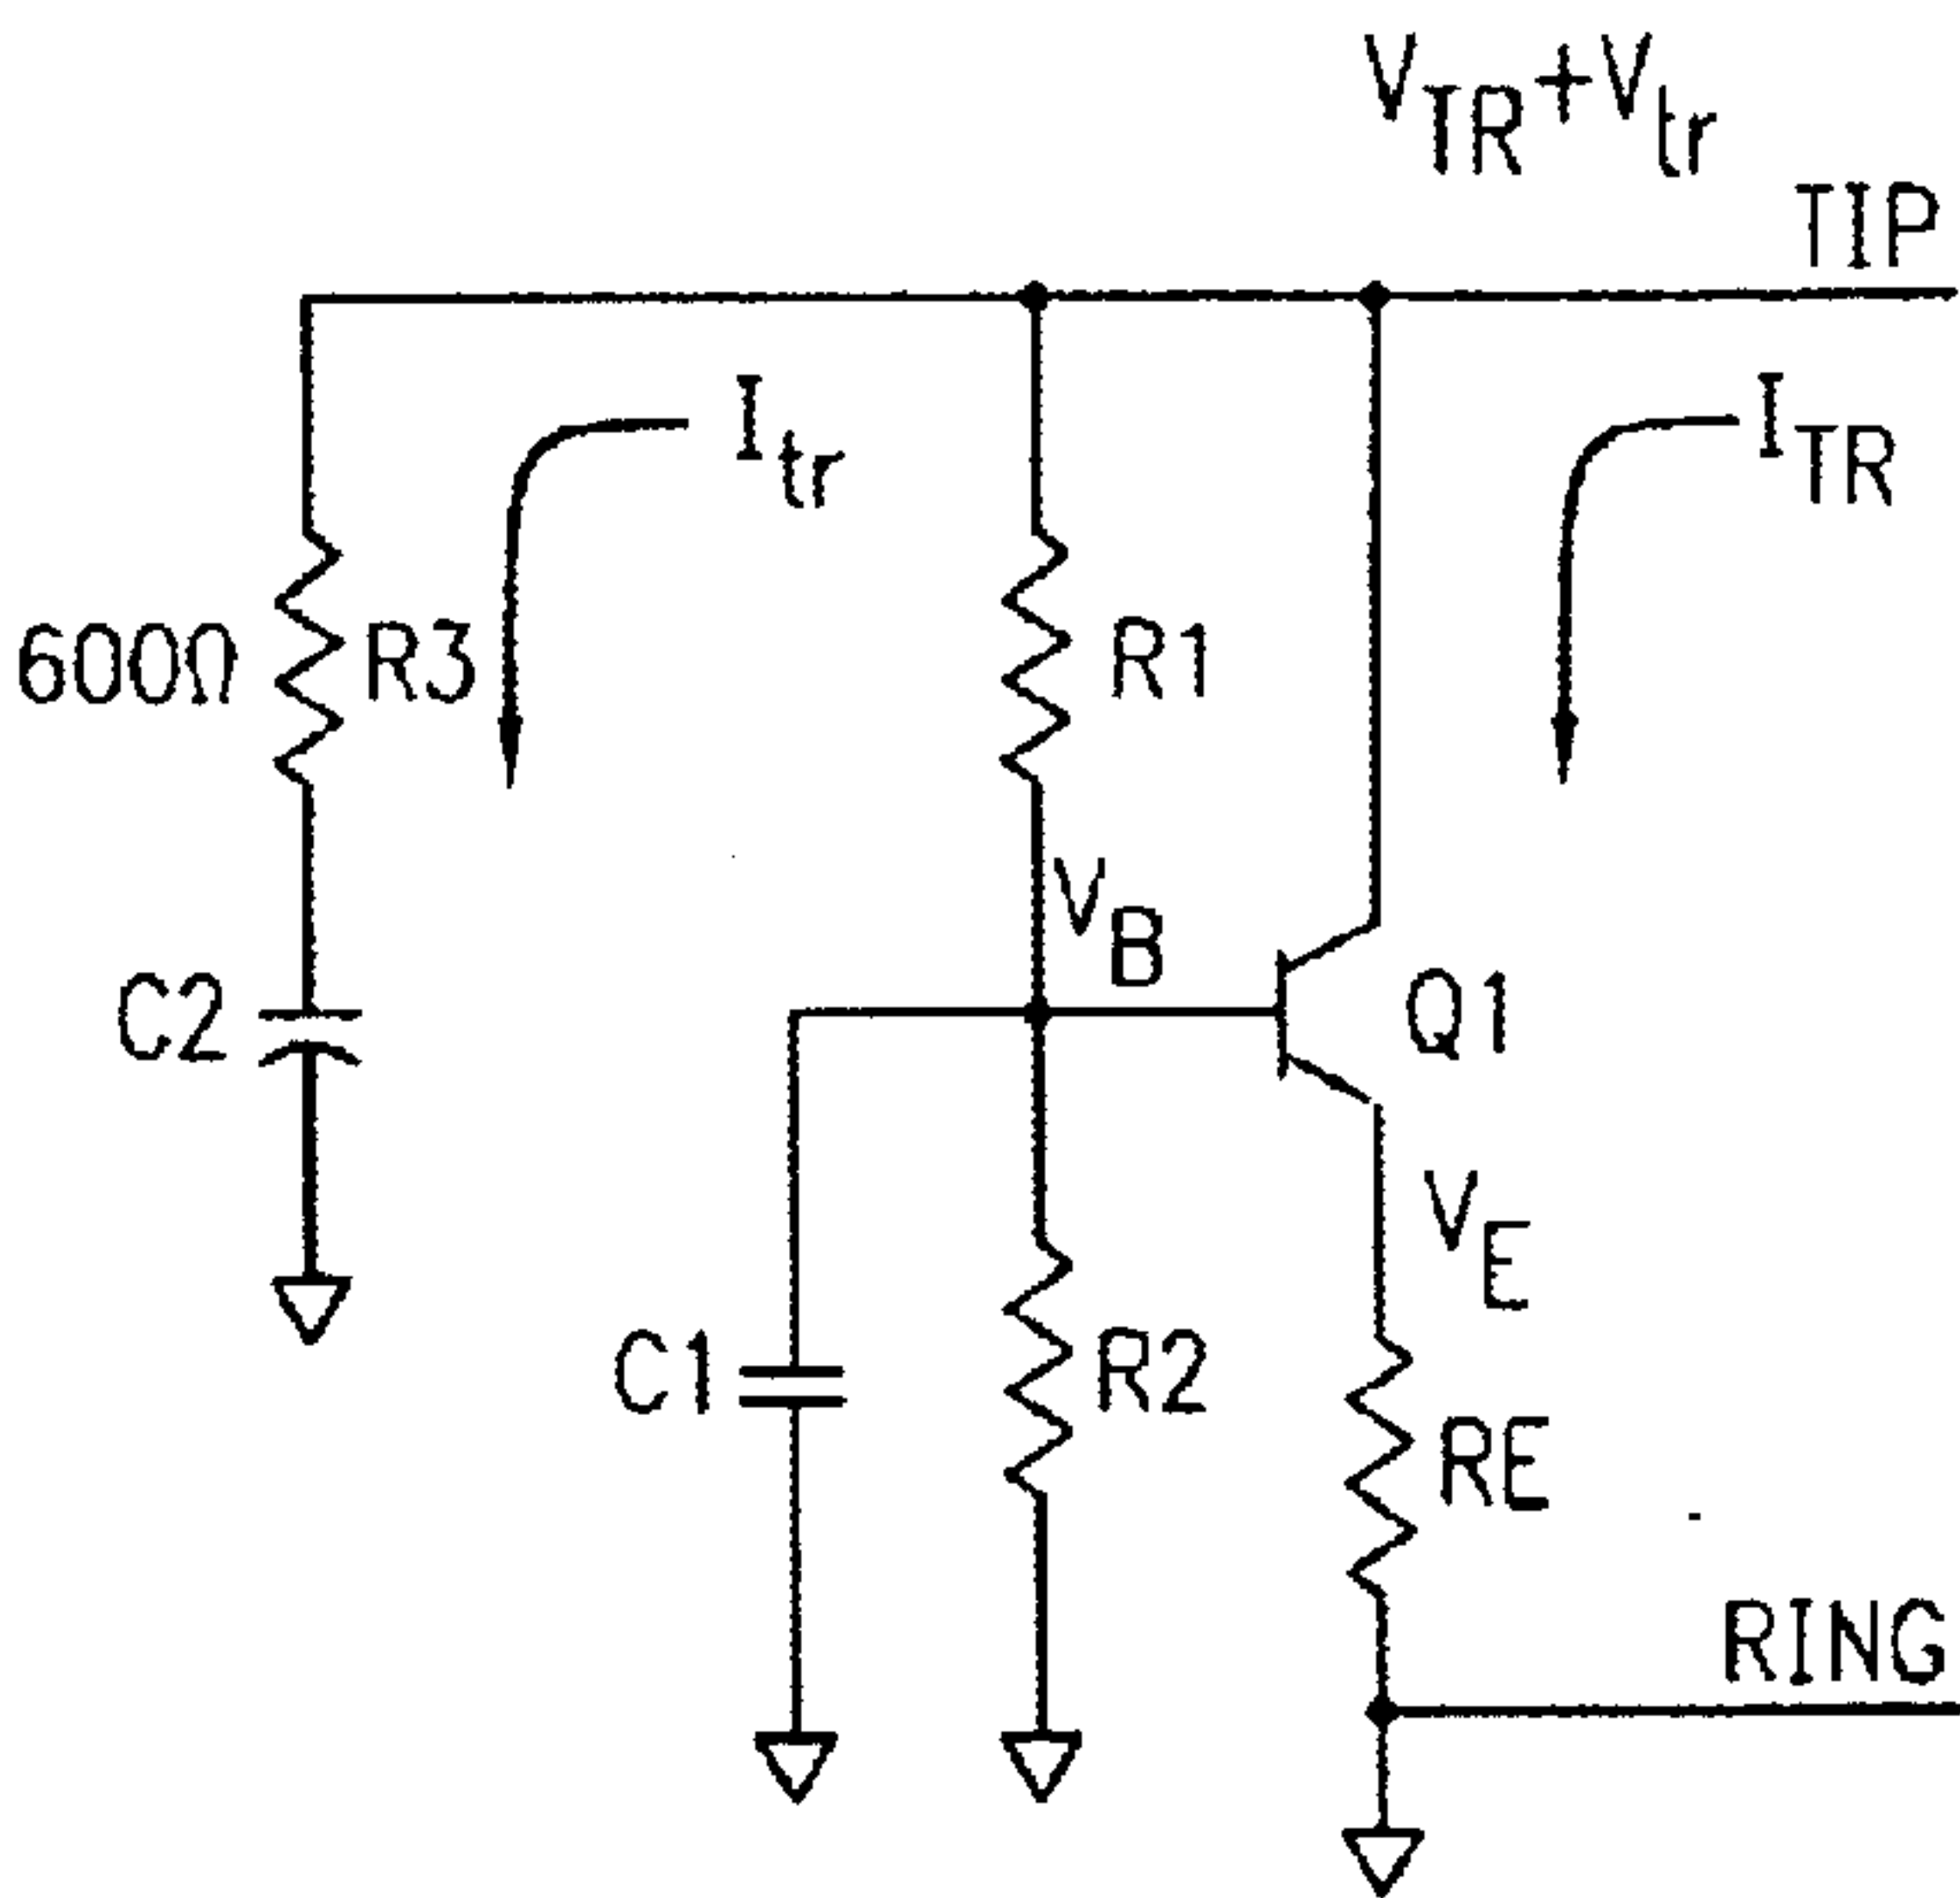 V_TR+V_tr
TIP
I_tr
I_TR
600Ω R3
R1
V_B
C2
Q1
V_E
C1
R2
RE
RING